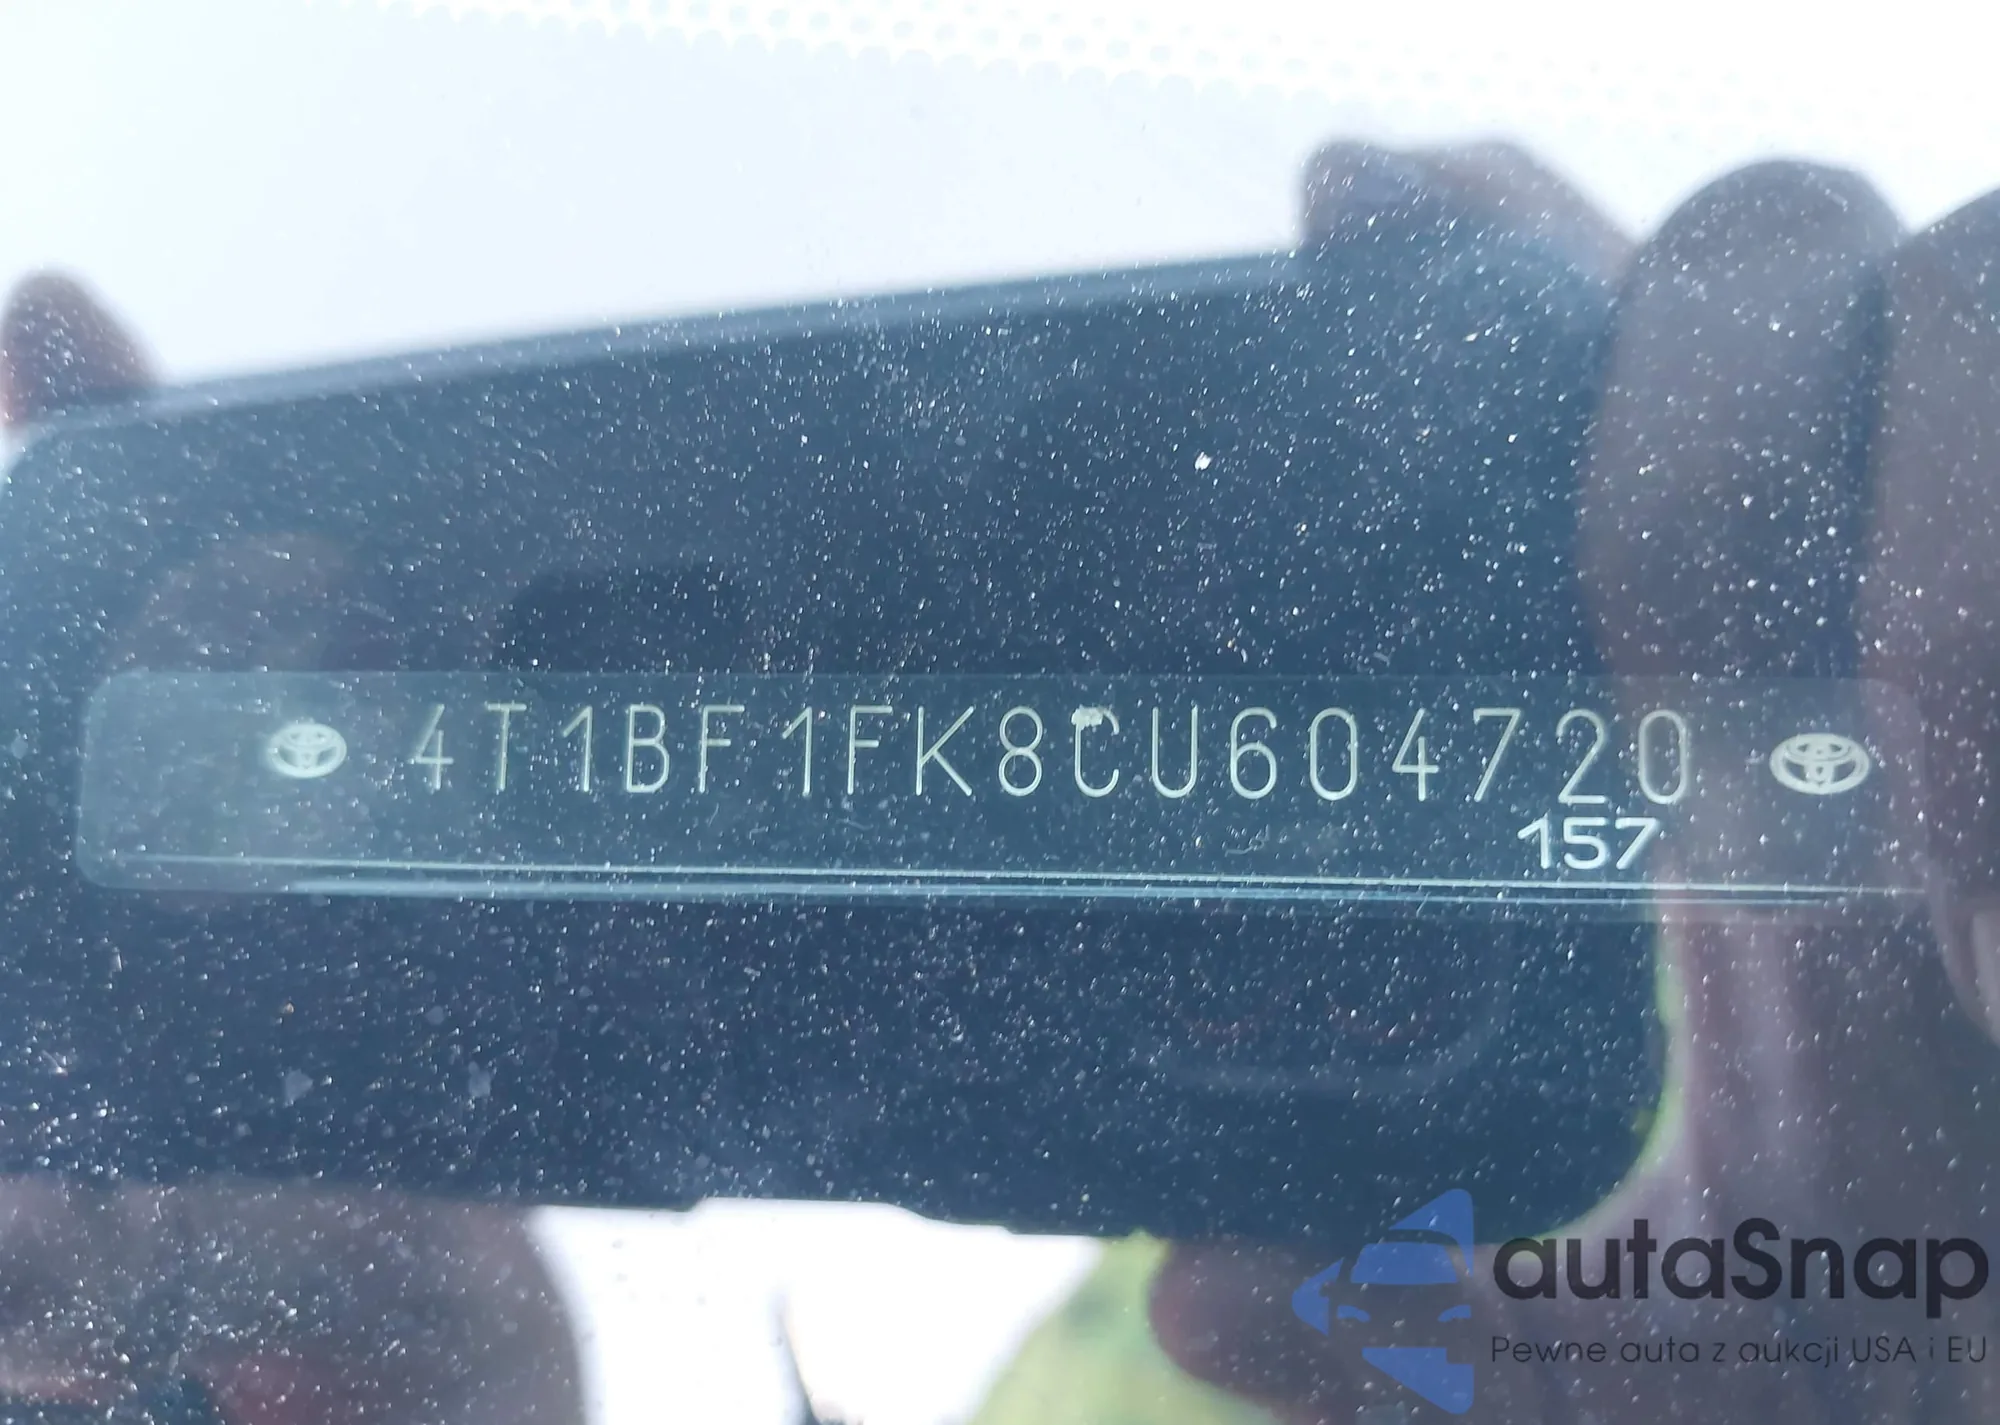 4T1BF1FK8CU604720
157
autaSnap
Pewne auta z aukcji USA i EU